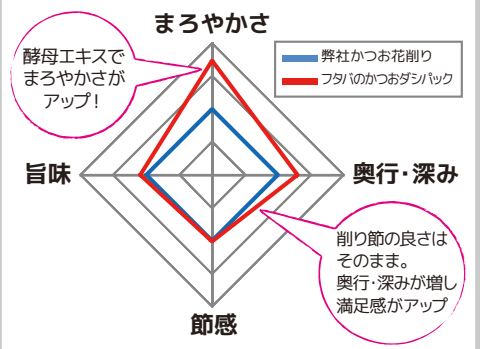 まろやかさ
酵母エキスで
まろやかさが
アップ！
弊社かつお花削り
フタバのかつおダシパック
旨味
奥行・深み
削り節の良さは
そのまま。
奥行・深みが増し
満足感がアップ
節感